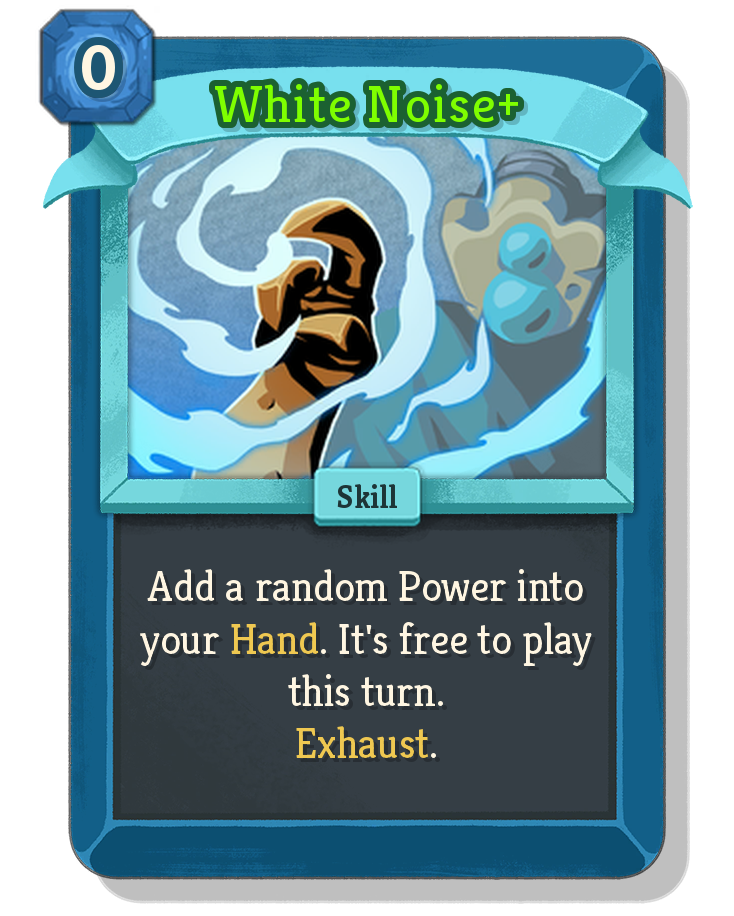 0
White Noise+
Skill
Add a random Power into
your Hand. It's free to play
this turn.
Exhaust.